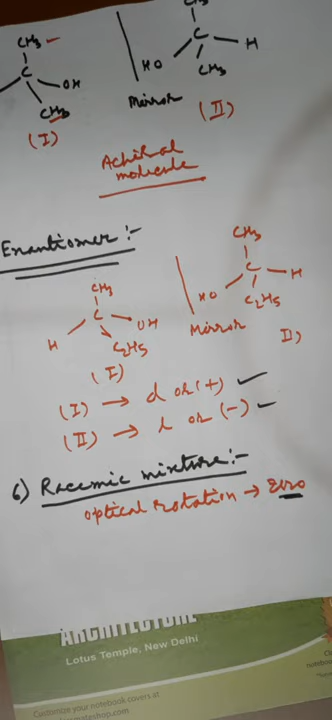 CH3
CH3
C
C
H
OH
HO
CH3
CH3
Mirror
(I)
(II)
Achiral
molecule
Enantiomer :-
CH3
CH3
C
C
H
H
OH
HO
C2H5
C2H5
Mirror
(I)
II)
(I) → d or (+) ✓
(II) → l or (-) ✓
6) Racemic mixture :-
optical rotation → zero
ARCHITECTURE
Lotus Temple, New Delhi
Customize your notebook covers at